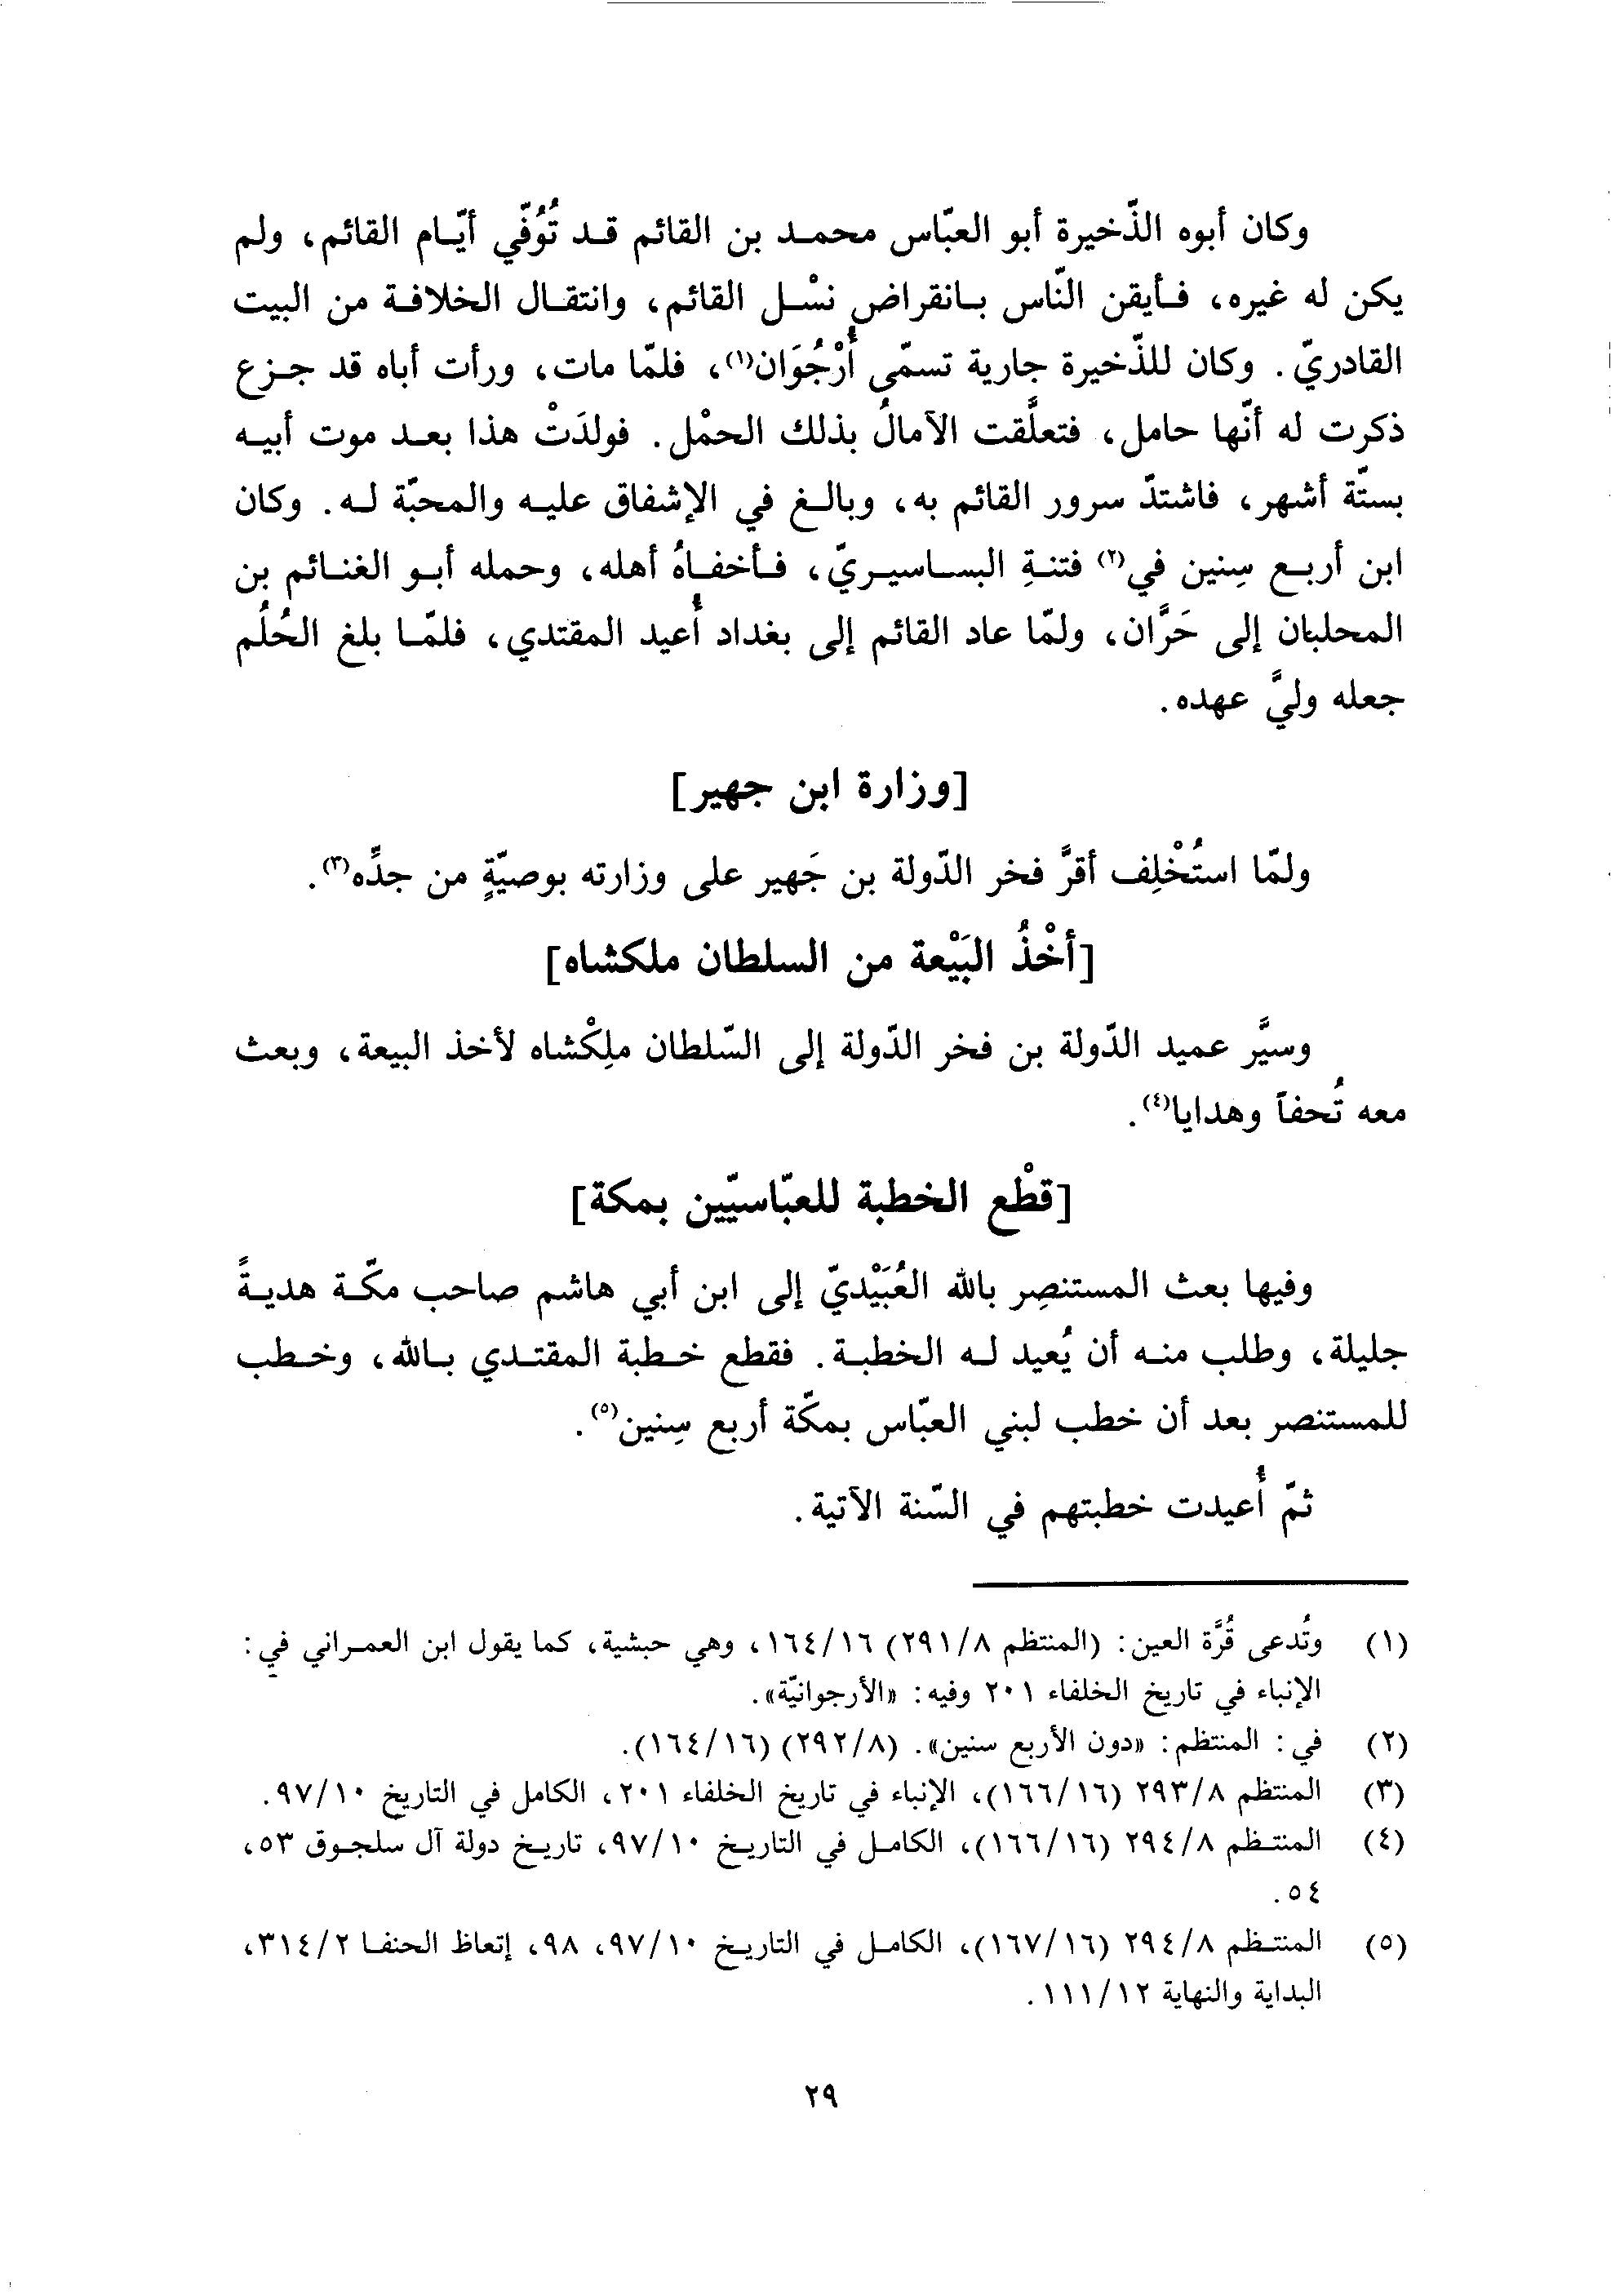 وكان أبوه الذّخيرة أبو العبّاس محمد بن القائم قد تُوُفّي أيّام القائم، ولم
يكن له غيره، فأيقن النّاس بانقراض نسْل القائم، وانتقال الخلافة من البيت
القادريّ. وكان للذّخيرة جارية تسمّى أُرْجُوَان(١)، فلمّا مات، ورأت أباه قد جزع
ذكرت له أنّها حامل، فتعلَّقت الآمالُ بذلك الحمْل. فولدَتْ هذا بعد موت أبيه
بستّة أشهر، فاشتدّ سرور القائم به، وبالغ في الإشفاق عليه والمحبّة له. وكان
ابن أربع سِنين في(٢) فتنةِ البساسيريّ، فأخفاهُ أهله، وحمله أبو الغنائم بن
المحلبان إلى حَرَّان، ولمّا عاد القائم إلى بغداد أُعيد المقتدي، فلمّا بلغ الحُلُم
جعله وليَّ عهده.
[وزارة ابن جهير]
ولمّا استُخْلِف أقرَّ فخر الدّولة بن جَهير على وزارته بوصيّةٍ من جدِّه(٣).
[أخْذُ البَيْعة من السلطان ملكشاه]
وسيَّر عميد الدّولة بن فخر الدّولة إلى السّلطان ملِكْشاه لأخذ البيعة، وبعث
معه تُحفاً وهدايا(٤).
[قطْع الخطبة للعبّاسيّين بمكة]
وفيها بعث المستنصِر بالله العُبَيْديّ إلى ابن أبي هاشم صاحب مكّة هديةً
جليلة، وطلب منه أن يُعيد له الخطبة. فقطع خطبة المقتدي بالله، وخطب
للمستنصر بعد أن خطب لبني العبّاس بمكّة أربع سِنين(٥).
ثمّ أُعيدت خطبتهم في السّنة الآتية.
(١) وتُدعى قُرَّة العين: (المنتظم ٢٩١/٨) ١٦٤/١٦، وهي حبشية، كما يقول ابن العمراني في:
الإنباء في تاريخ الخلفاء ٢٠١ وفيه: «الأرجوانيّة».
(٢) في: المنتظم: «دون الأربع سنين». (٢٩٢/٨) (١٦٤/١٦).
(٣) المنتظم ٢٩٣/٨ (١٦٦/١٦)، الإنباء في تاريخ الخلفاء ٢٠١، الكامل في التاريخ ٩٧/١٠.
(٤) المنتظم ٢٩٤/٨ (١٦٦/١٦)، الكامل في التاريخ ٩٧/١٠، تاريخ دولة آل سلجوق ٥٣،
٥٤.
(٥) المنتظم ٢٩٤/٨ (١٦٧/١٦)، الكامل في التاريخ ٩٧/١٠، ٩٨، إتعاظ الحنفا ٣١٤/٢،
البداية والنهاية ١١١/١٢.
٢٩